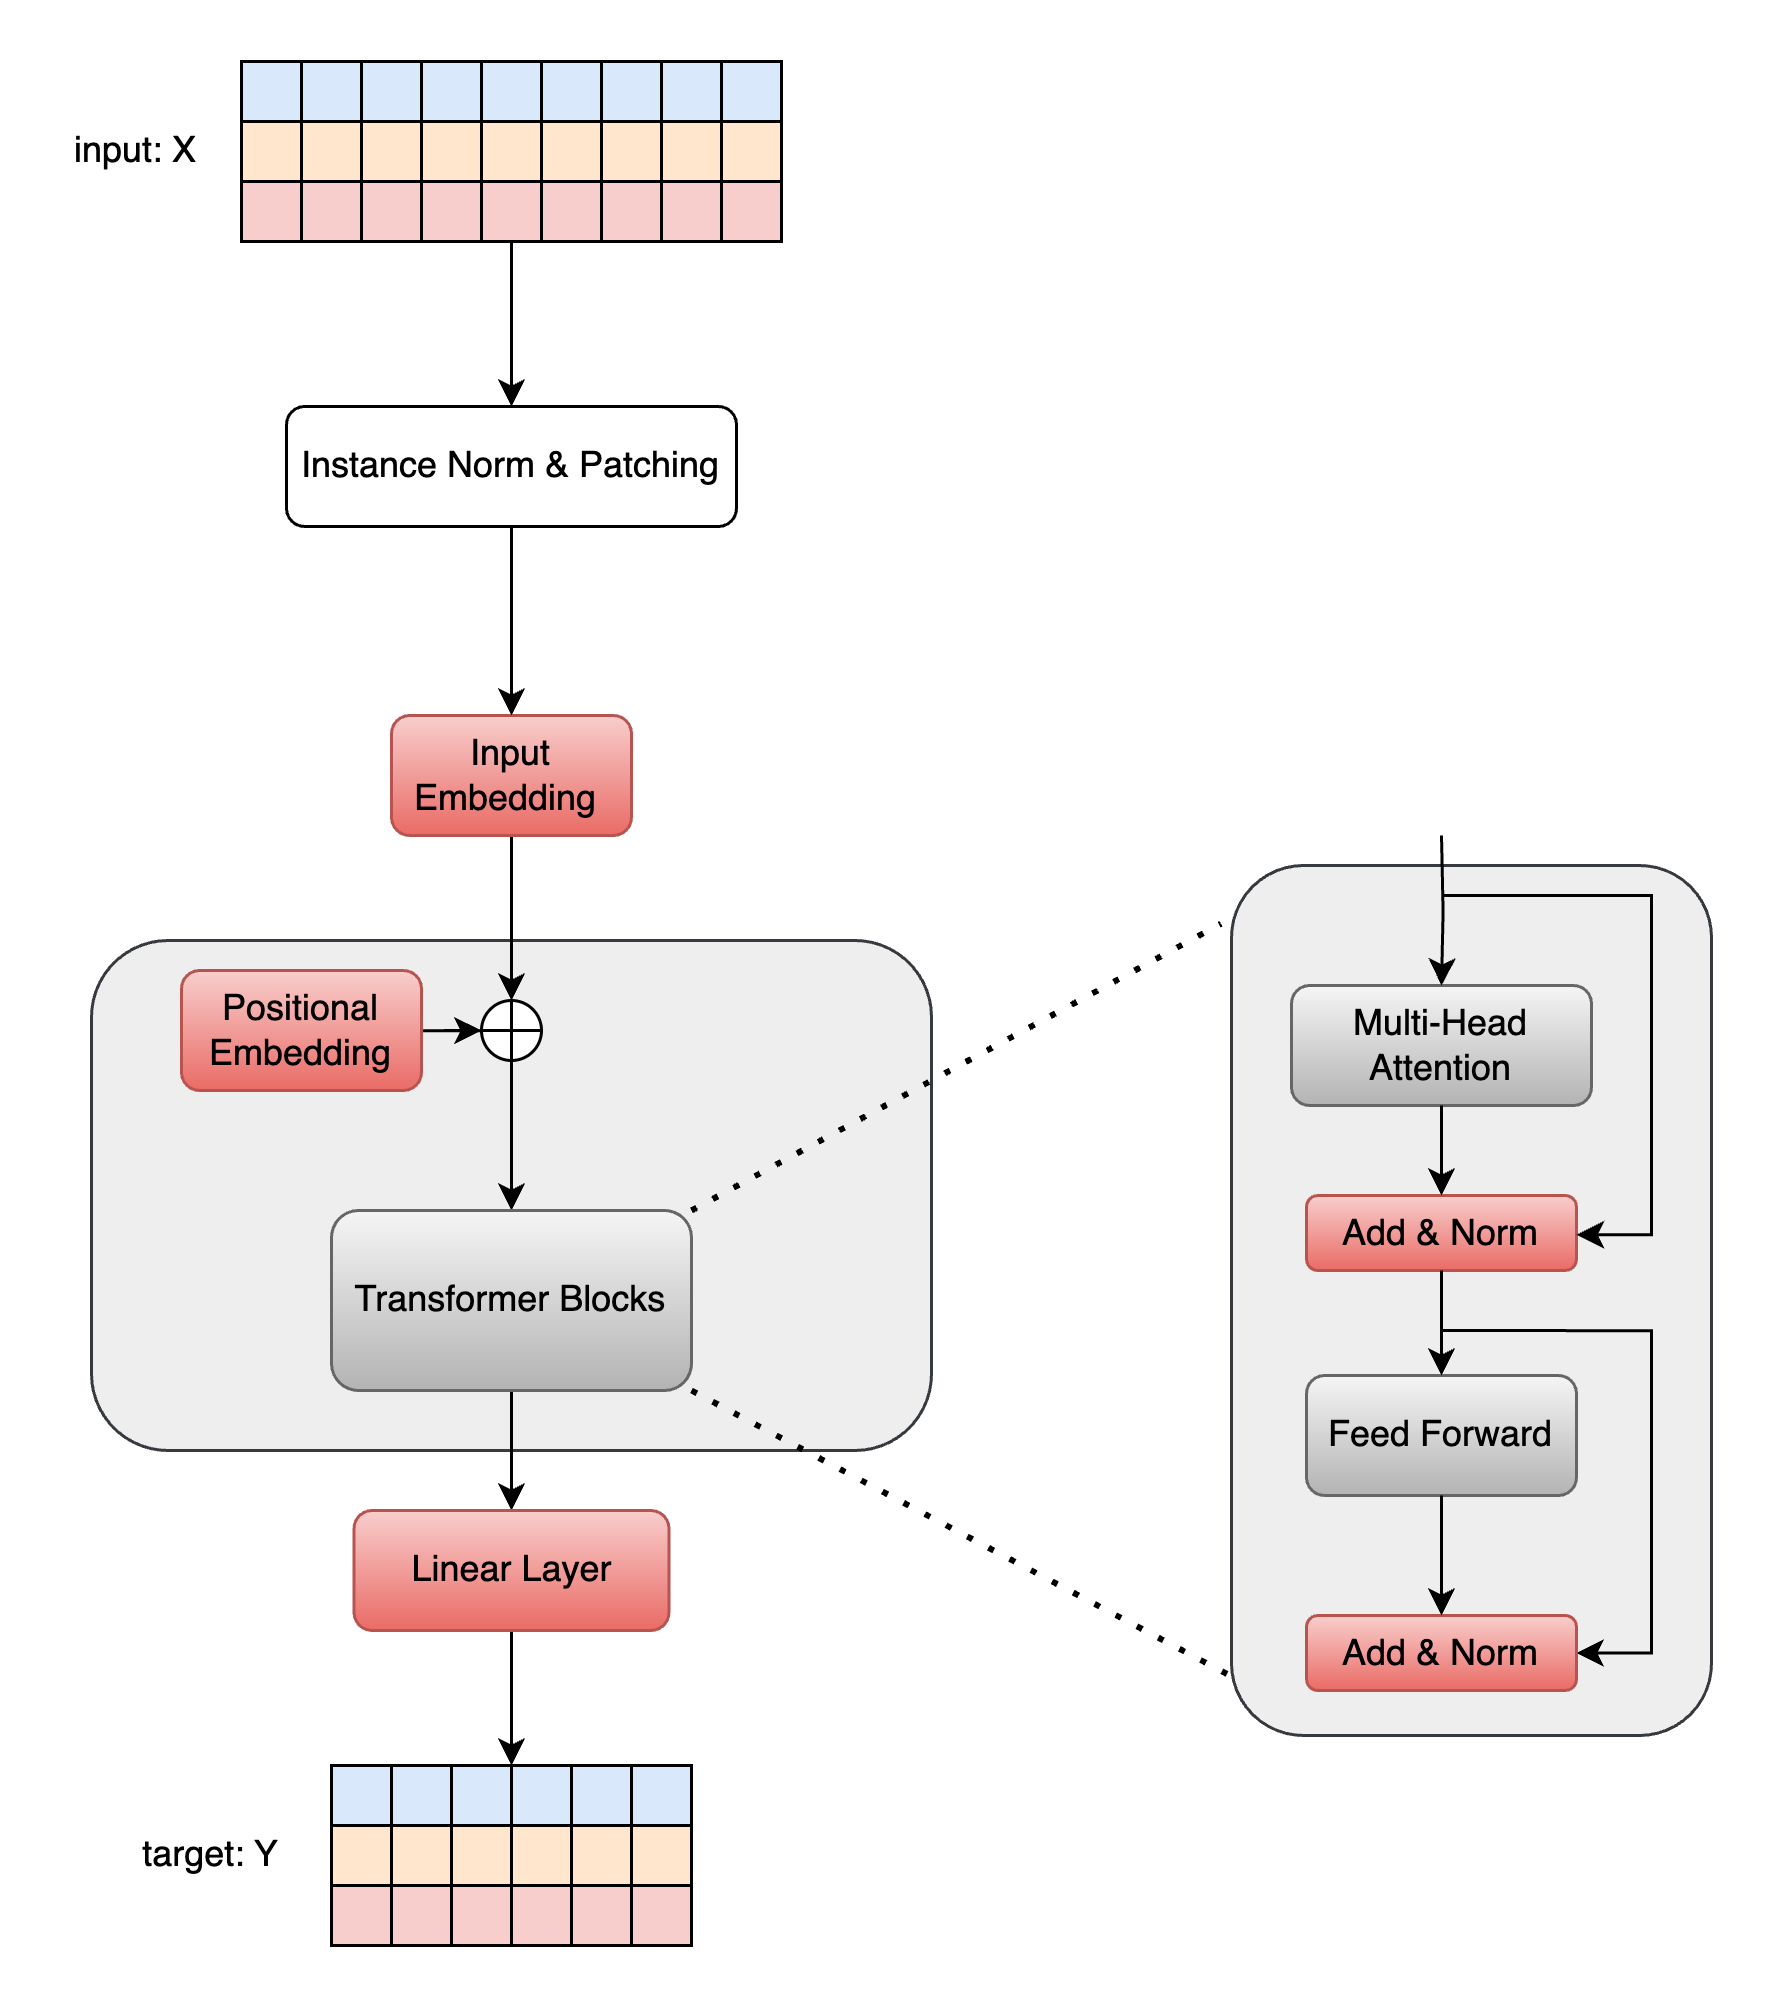 input: X
Instance Norm & Patching
Input
Embedding
Positional
Embedding
Transformer Blocks
Linear Layer
target: Y
Multi-Head
Attention
Add & Norm
Feed Forward
Add & Norm